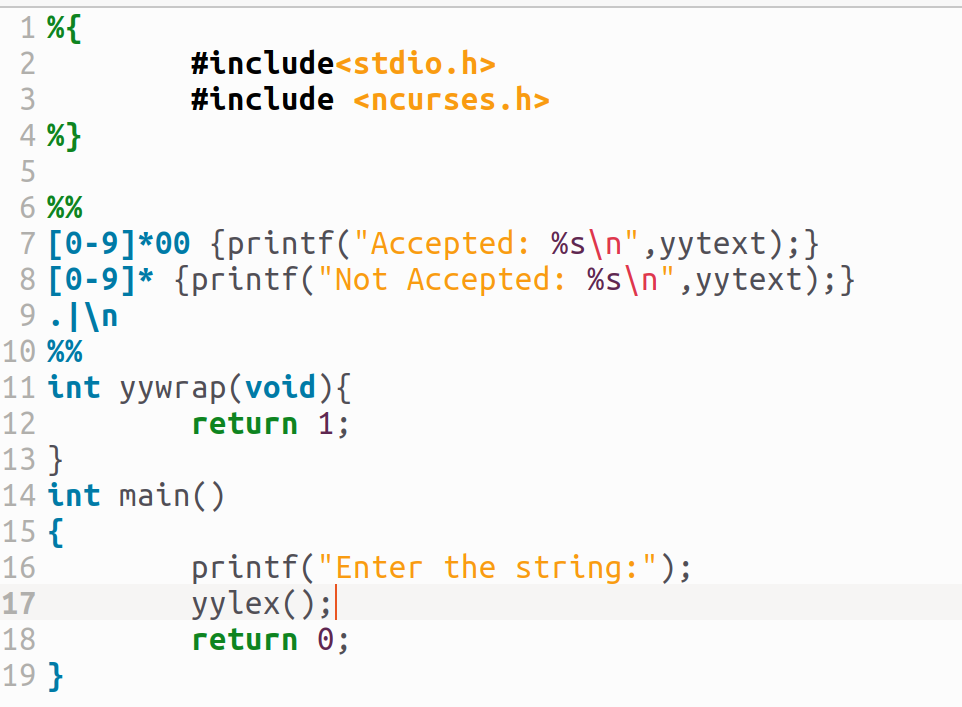 1 %{
2         #include<stdio.h>
3         #include <ncurses.h>
4 %}
5
6 %%
7 [0-9]*00 {printf("Accepted: %s\n",yytext);}
8 [0-9]* {printf("Not Accepted: %s\n",yytext);}
9 .|\n
10 %%
11 int yywrap(void){
12         return 1;
13 }
14 int main()
15 {
16         printf("Enter the string:");
17         yylex();
18         return 0;
19 }